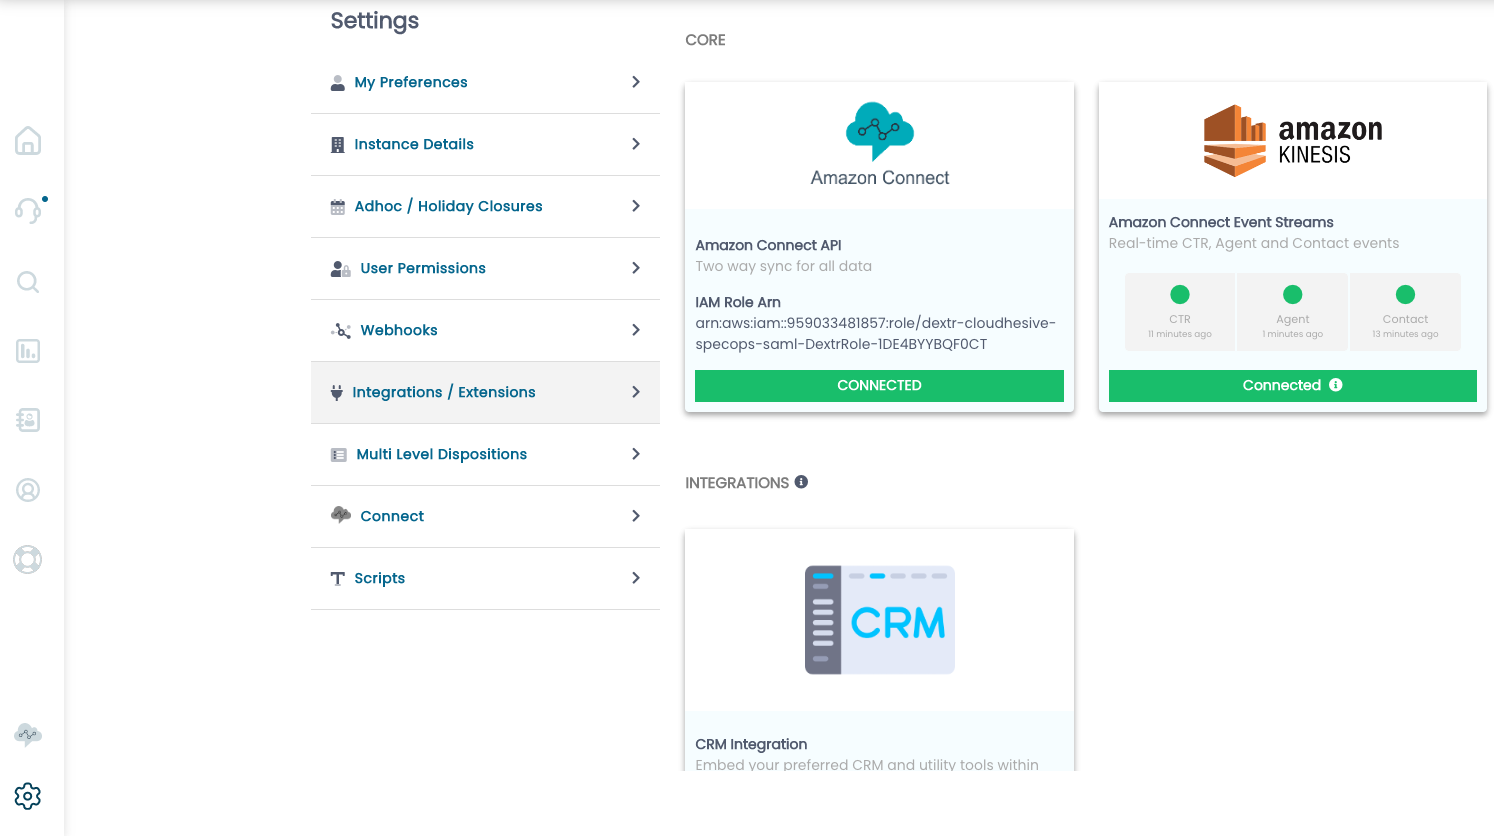 Settings
My Preferences
Instance Details
Adhoc / Holiday Closures
User Permissions
Webhooks
Integrations / Extensions
Multi Level Dispositions
Connect
Scripts
CORE
Amazon Connect
Amazon Connect API
Two way sync for all data
IAM Role Arn
arn:aws:iam::959033481857:role/dextr-cloudhesive-
specops-saml-DextrRole-1DE4BYYBQF0CT
CONNECTED
amazon
KINESIS
Amazon Connect Event Streams
Real-time CTR, Agent and Contact events
CTR
11 minutes ago
Agent
1 minutes ago
Contact
13 minutes ago
Connected
INTEGRATIONS
CRM
CRM Integration
Embed your preferred CRM and utility tools within